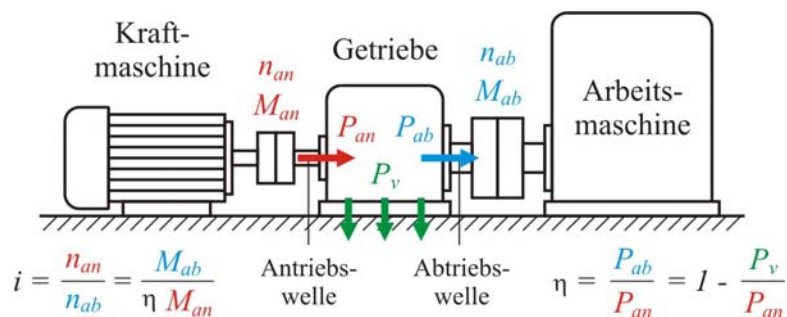 Kraft-
maschine
n_an
M_an
Getriebe
n_ab
M_ab
Arbeits-
maschine
P_an
P_ab
P_v
i = n_an / n_ab = M_ab / η M_an
Antriebs-
welle
Abtriebs-
welle
η = P_ab / P_an = 1 - P_v / P_an